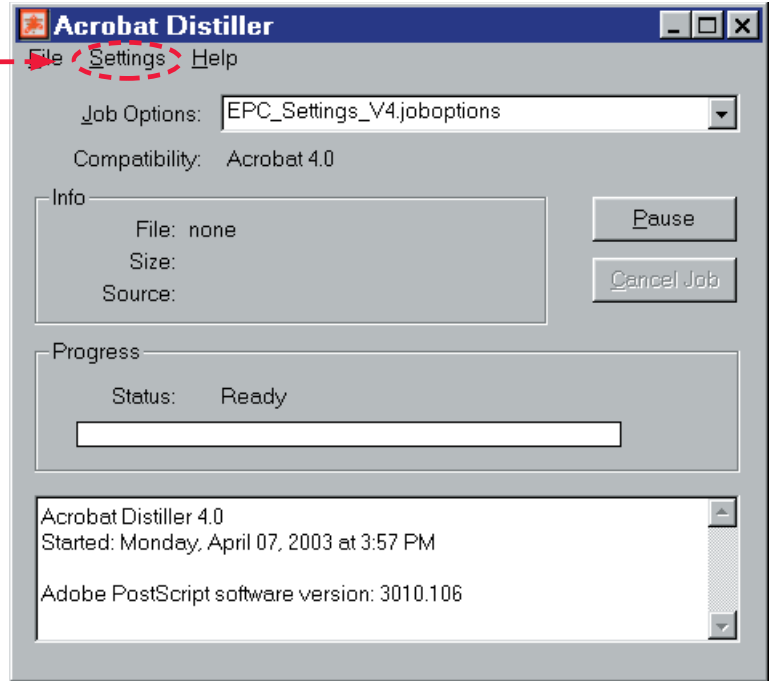 Acrobat Distiller
File Settings Help
Job Options: EPC_Settings_V4.joboptions
Compatibility: Acrobat 4.0
Info
File: none
Size:
Source:
Pause
Cancel Job
Progress
Status: Ready
Acrobat Distiller 4.0
Started: Monday, April 07, 2003 at 3:57 PM
Adobe PostScript software version: 3010.106